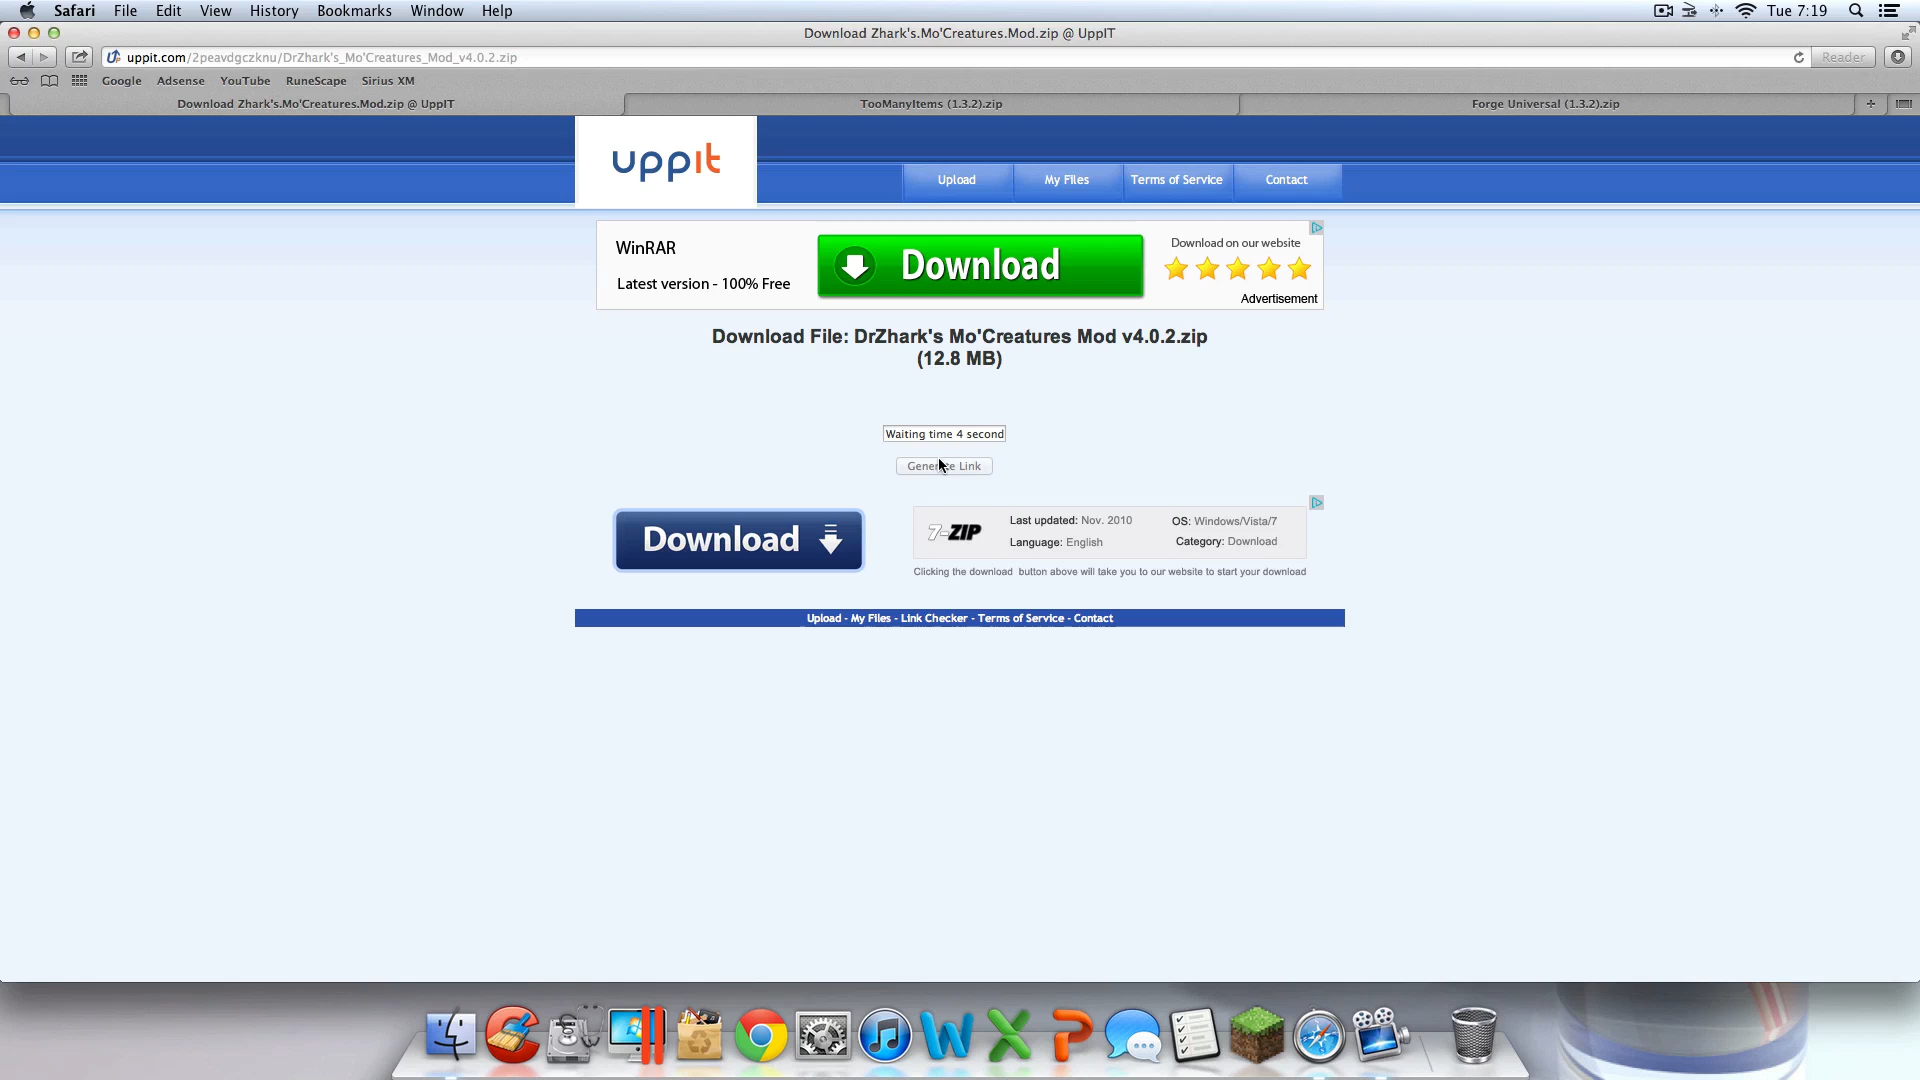 Safari File Edit View History Bookmarks Window Help Tue 7:19
Download Zhark's.Mo'Creatures.Mod.zip @ UppIT
uppit.com/2peavdgczknu/DrZhark's_Mo'Creatures_Mod_v4.0.2.zip Reader
Google Adsense YouTube RuneScape Sirius XM
Download Zhark's.Mo'Creatures.Mod.zip @ UppIT TooManyItems (1.3.2).zip Forge Universal (1.3.2).zip
uppit
Upload My Files Terms of Service Contact
WinRAR
Latest version - 100% Free
Download
Download on our website
Advertisement
Download File: DrZhark's Mo'Creatures Mod v4.0.2.zip
(12.8 MB)
Waiting time 4 second
Generate Link
Download
7-ZIP
Last updated: Nov. 2010 OS: Windows/Vista/7
Language: English Category: Download
Clicking the download button above will take you to our website to start your download
Upload - My Files - Link Checker - Terms of Service - Contact